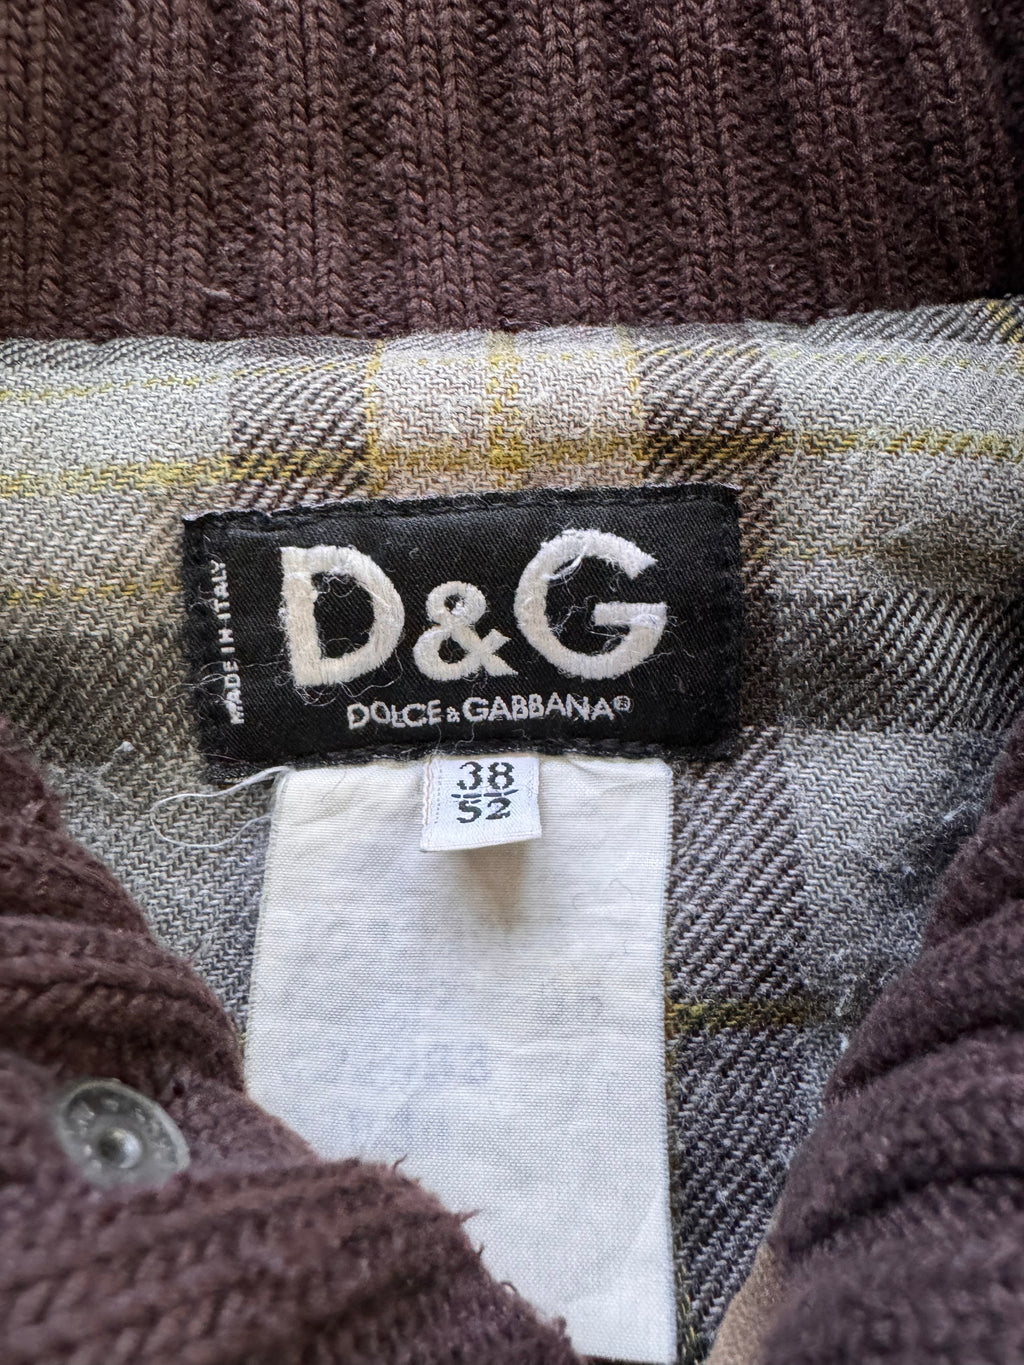 MADE IN ITALY
D&G
DOLCE & GABBANA®
38
52